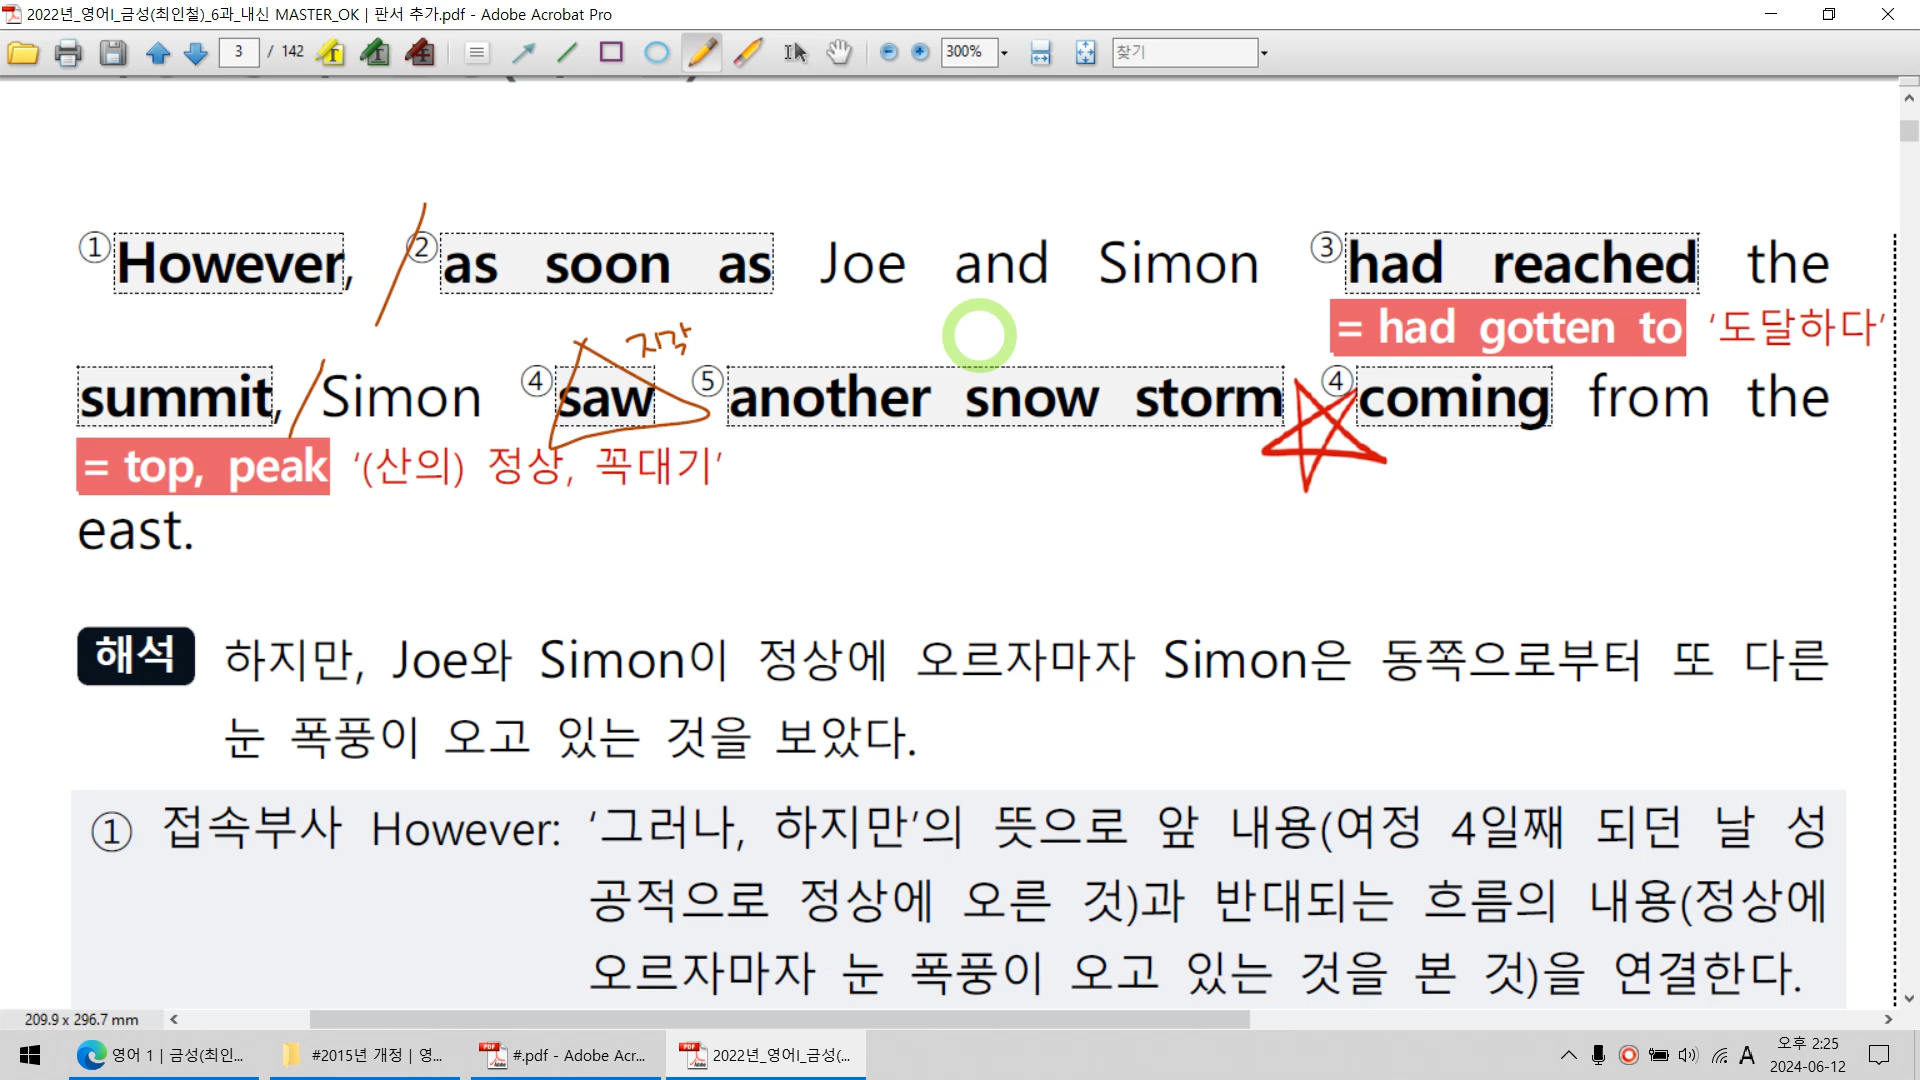 2022년_영어I_금성(최인철)_6과_내신 MASTER_OK | 판서 추가.pdf - Adobe Acrobat Pro
3 / 142
300%
찾기
① However, ② as soon as Joe and Simon ③ had reached the
= had gotten to '도달하다'
지각
summit, Simon ④ saw ⑤ another snow storm ④ coming from the
= top, peak '(산의) 정상, 꼭대기'
east.
해석 하지만, Joe와 Simon이 정상에 오르자마자 Simon은 동쪽으로부터 또 다른
눈 폭풍이 오고 있는 것을 보았다.
① 접속부사 However: '그러나, 하지만'의 뜻으로 앞 내용(여정 4일째 되던 날 성
공적으로 정상에 오른 것)과 반대되는 흐름의 내용(정상에
오르자마자 눈 폭풍이 오고 있는 것을 본 것)을 연결한다.
209.9 x 296.7 mm
영어 1 | 금성(최인... #2015년 개정 | 영... #.pdf - Adobe Acr... 2022년_영어I_금성(... A 오후 2:25
2024-06-12